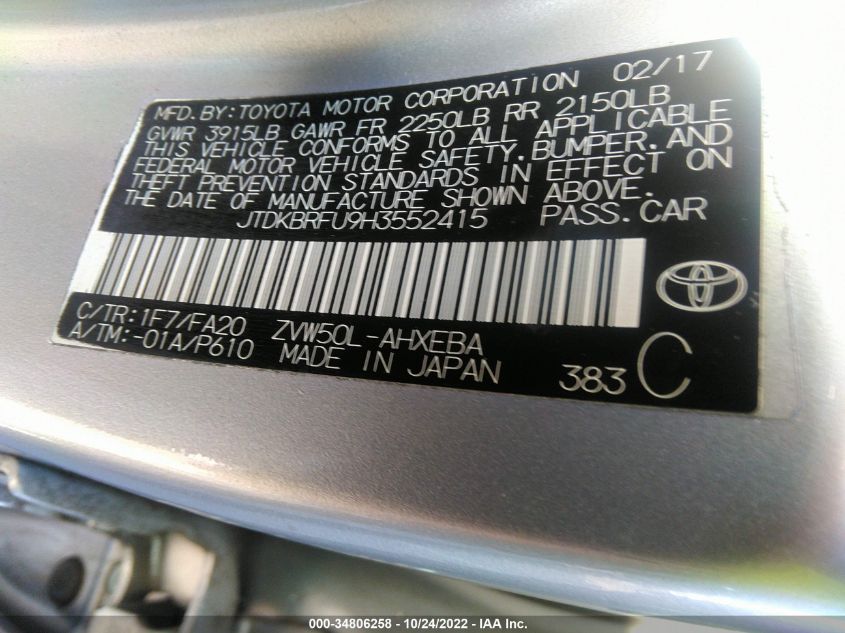 MFD.BY:TOYOTA MOTOR CORPORATION 02/17
GVWR 3915LB GAWR FR 2250LB RR 2150LB
THIS VEHICLE CONFORMS TO ALL APPLICABLE
FEDERAL MOTOR VEHICLE SAFETY,BUMPER,AND
THEFT PREVENTION STANDARDS IN EFFECT ON
THE DATE OF MANUFACTURE SHOWN ABOVE.
JTDKBRFU9H3552415 PASS.CAR
C/TR:1F7/FA20 ZVW50L-AHXEBA
A/TM:-01A/P610 MADE IN JAPAN 383 C
000-34806258 - 10/24/2022 - IAA Inc.